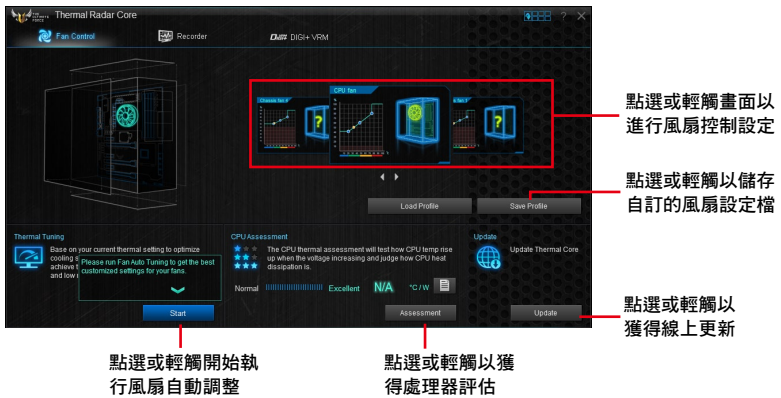 THE ULTIMATE FORCE
Thermal Radar Core
?
Fan Control
Recorder
DIGI+ VRM
Chassis fan
CPU fan
?
?
Load Profile
Save Profile
點選或輕觸畫面以
進行風扇控制設定
點選或輕觸以儲存
自訂的風扇設定檔
Thermal Tuning
Base on your current thermal setting to optimize
cooling
achieve
and low
Please run Fan Auto Tuning to get the best
customized settings for your fans.
Start
CPU Assessment
The CPU thermal assessment will test how CPU temp rise
up when the voltage increasing and judge how CPU heat
dissipation is.
Normal
Excellent
N/A
°C / W
Assessment
Update
Update Thermal Core
Update
點選或輕觸以
獲得線上更新
點選或輕觸開始執
行風扇自動調整
點選或輕觸以獲
得處理器評估